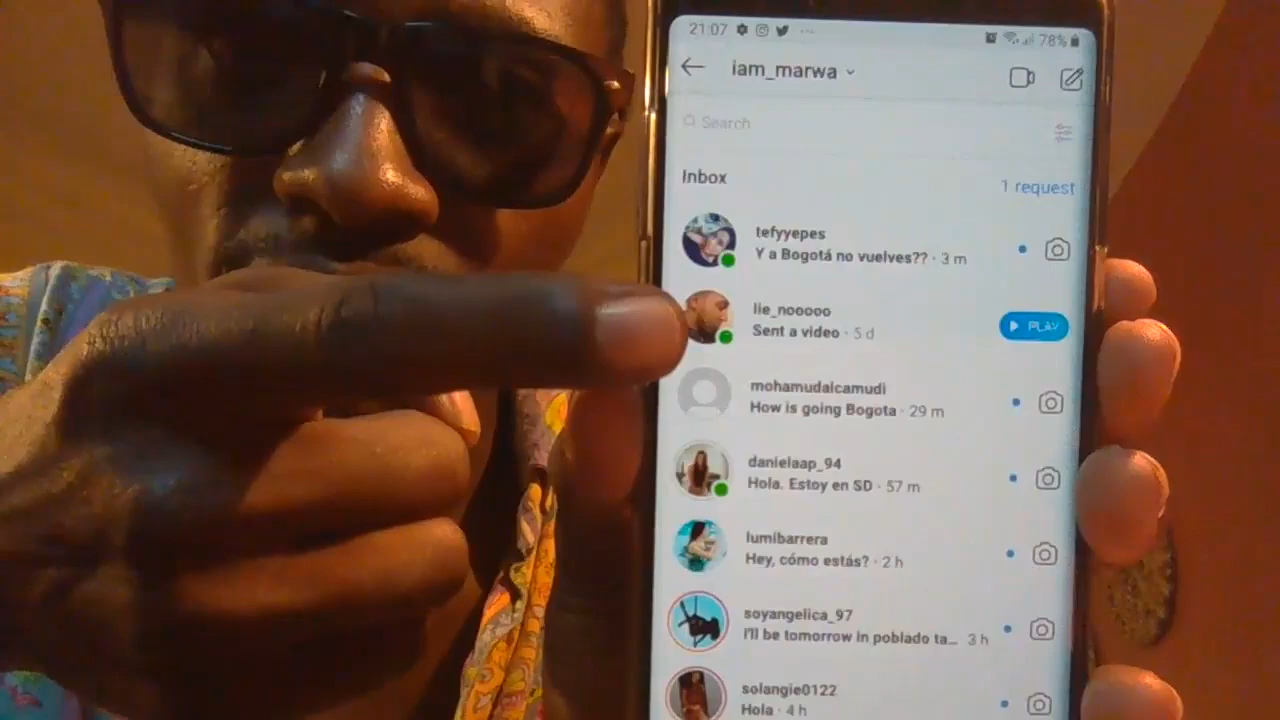 21:07
78%
iam_marwa
Search
Inbox
1 request
tefyyepes
Y a Bogotá no vuelves?? · 3 m
lie_nooooo
Sent a video · 5 d
PLAY
mohamudalcamudi
How is going Bogota · 29 m
danielaap_94
Hola. Estoy en SD · 57 m
lumibarrera
Hey, cómo estás? · 2 h
soyangelica_97
I'll be tomorrow in poblado ta... 3 h
solangie0122
Hola · 4 h